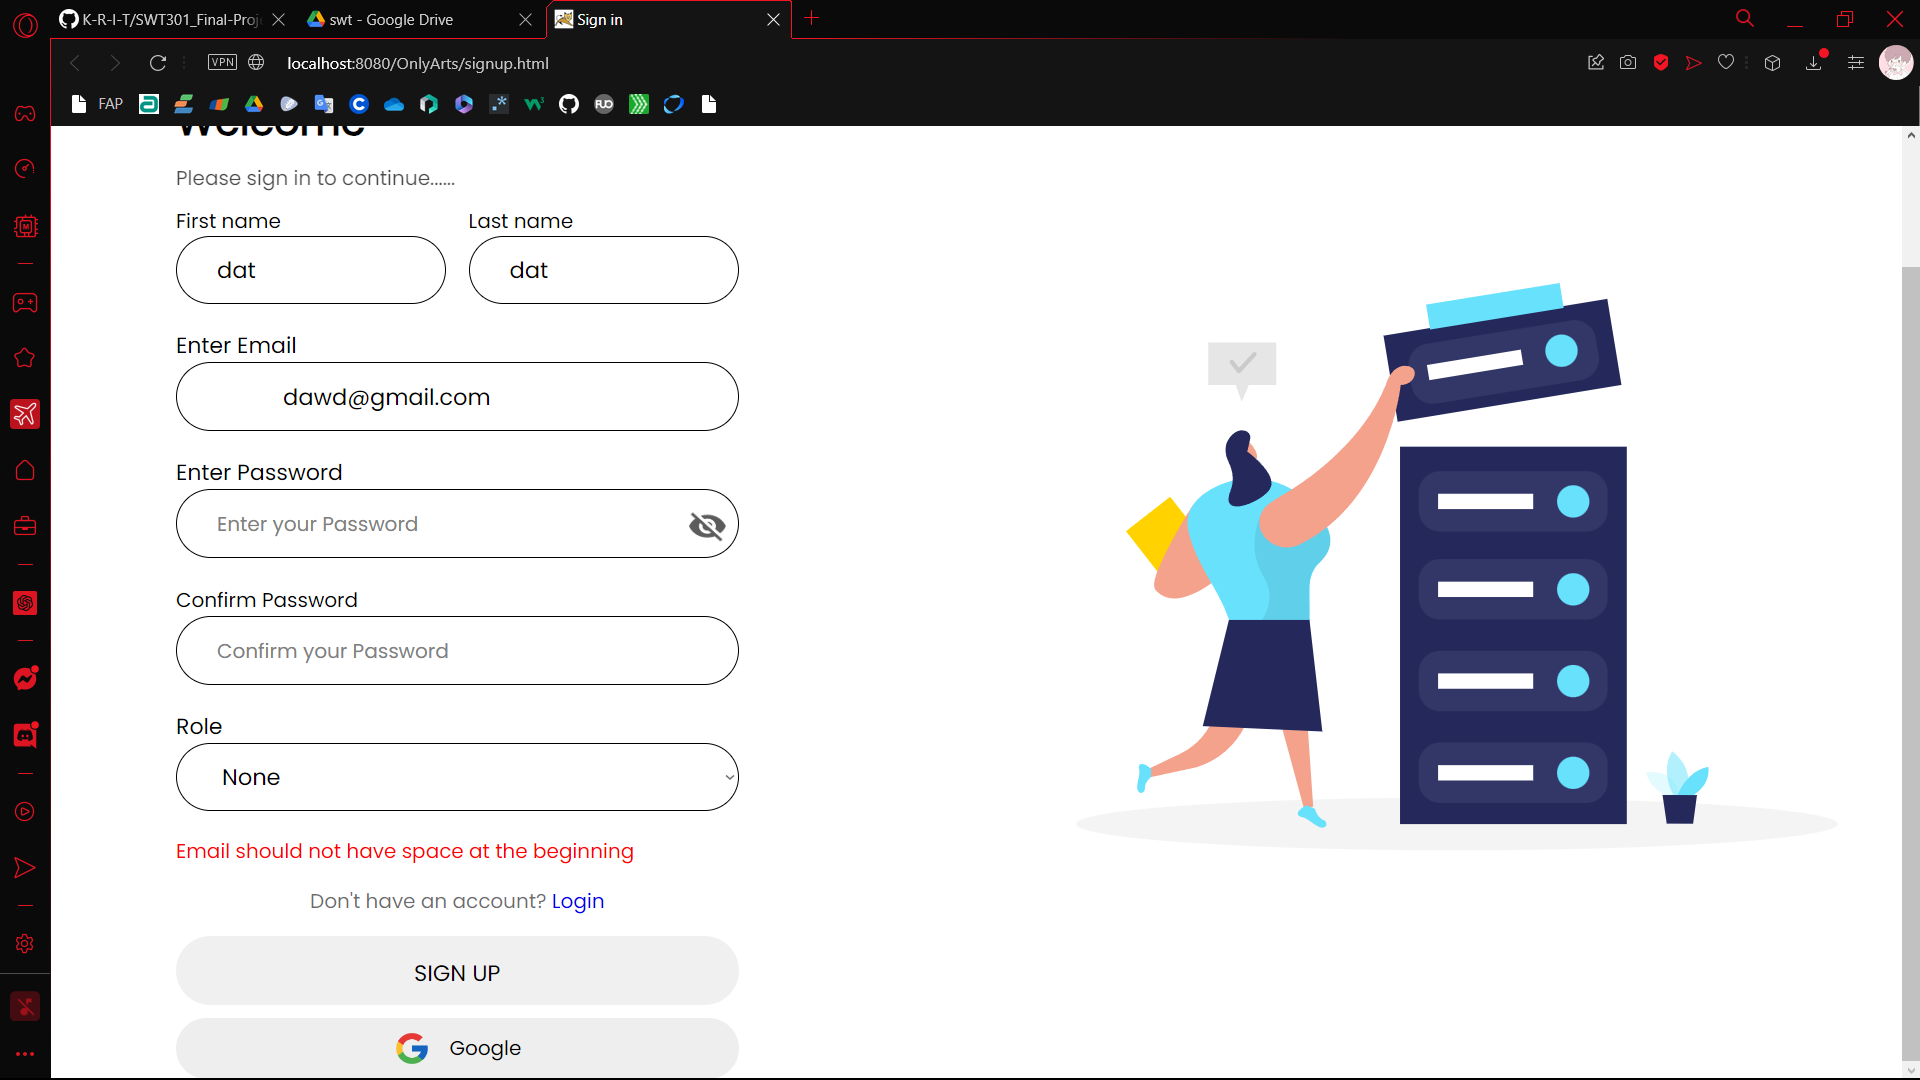 K-R-I-T/SWT301_Final-Proj
swt - Google Drive
Sign in
VPN
localhost:8080/OnlyArts/signup.html
FAP
Welcome
Please sign in to continue......
First name
Last name
dat
dat
Enter Email
dawd@gmail.com
Enter Password
Enter your Password
Confirm Password
Confirm your Password
Role
None
Email should not have space at the beginning
Don't have an account? Login
SIGN UP
Google